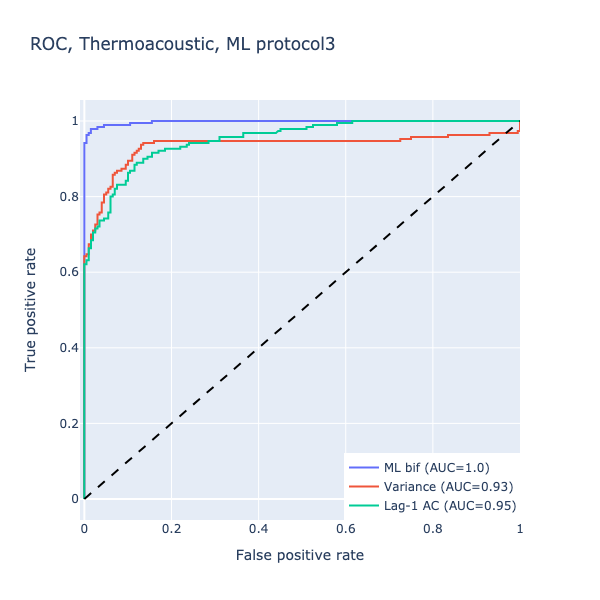 ROC, Thermoacoustic, ML protocol3
True positive rate
1
0.8
0.6
0.4
0.2
0
0
0.2
0.4
0.6
0.8
1
False positive rate
ML bif (AUC=1.0)
Variance (AUC=0.93)
Lag-1 AC (AUC=0.95)